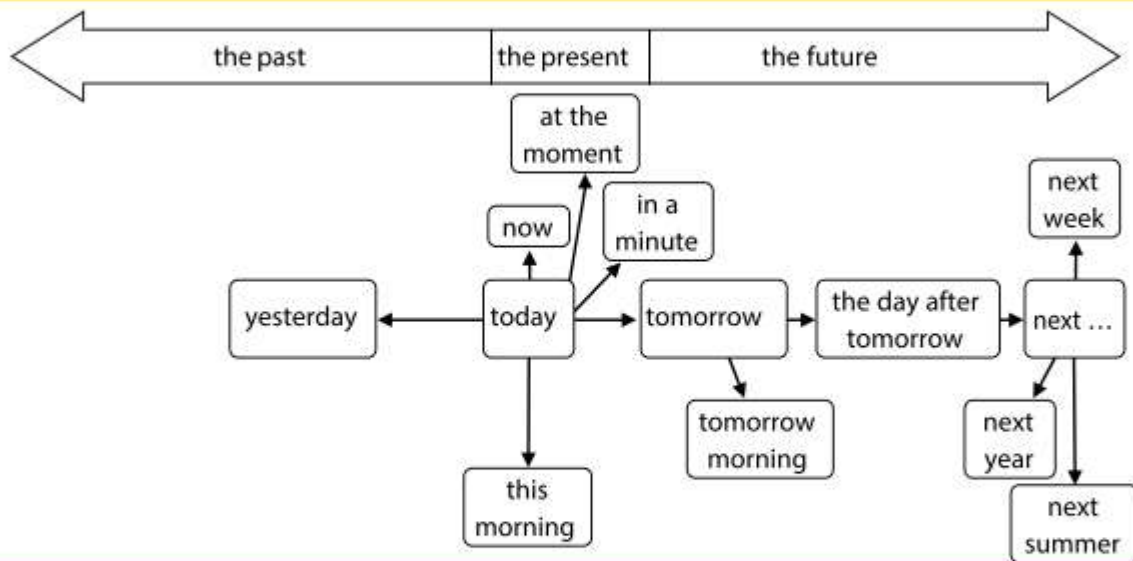 the past
the present
the future
at the
moment
in a
minute
now
next
week
yesterday
today
tomorrow
the day after
tomorrow
next ...
tomorrow
morning
next
year
this
morning
next
summer